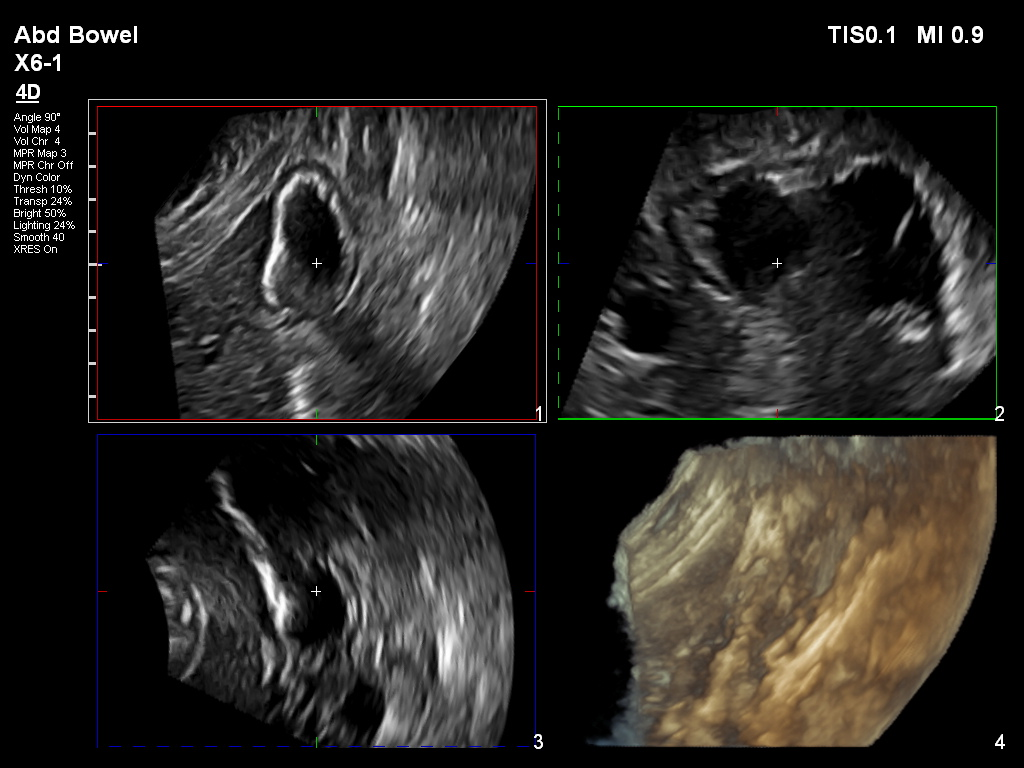 Abd Bowel
TIS0.1 MI 0.9
X6-1
4D
Angle 90°
Vol Map 4
Vol Chr 4
MPR Map 3
MPR Chr Off
Dyn Color
Thresh 10%
Transp 24%
Bright 50%
Lighting 24%
Smooth 40
XRES On
1
2
3
4